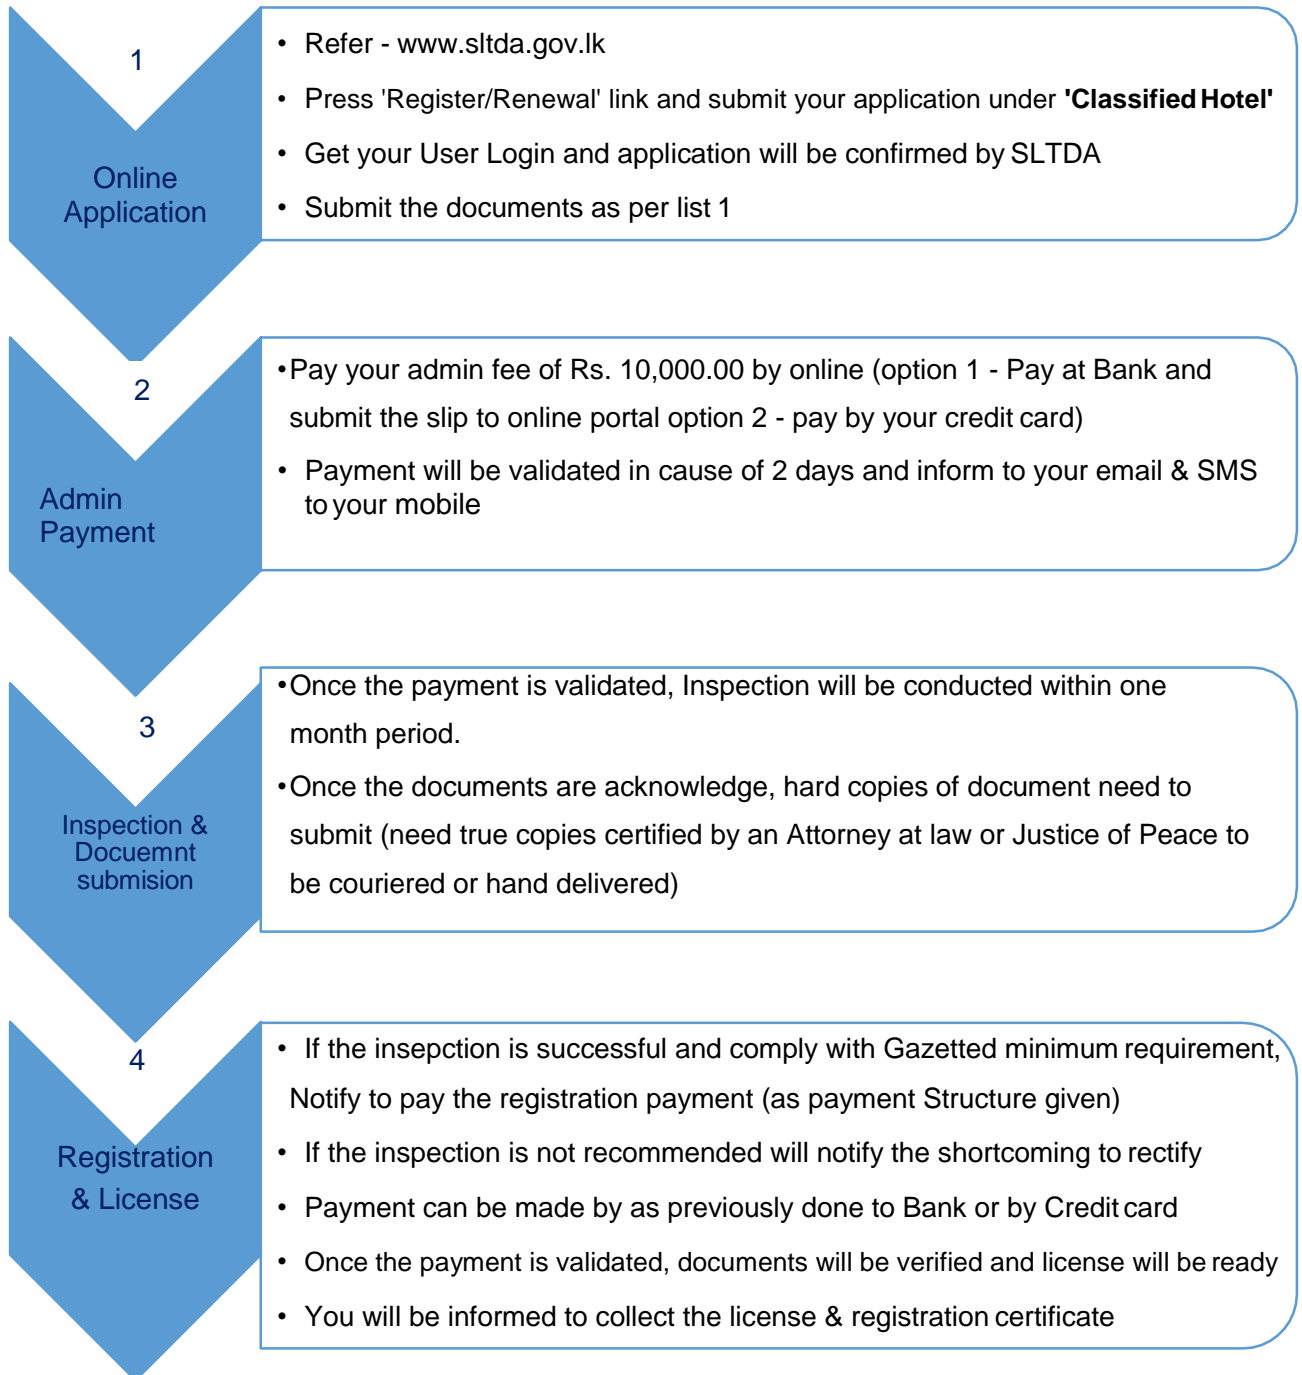 1
Online
Application
• Refer - www.sltda.gov.lk
• Press 'Register/Renewal' link and submit your application under 'Classified Hotel'
• Get your User Login and application will be confirmed by SLTDA
• Submit the documents as per list 1
2
Admin
Payment
•Pay your admin fee of Rs. 10,000.00 by online (option 1 - Pay at Bank and
submit the slip to online portal option 2 - pay by your credit card)
• Payment will be validated in cause of 2 days and inform to your email & SMS
to your mobile
3
Inspection &
Docuemnt
submision
•Once the payment is validated, Inspection will be conducted within one
month period.
•Once the documents are acknowledge, hard copies of document need to
submit (need true copies certified by an Attorney at law or Justice of Peace to
be couriered or hand delivered)
4
Registration
& License
• If the insepction is successful and comply with Gazetted minimum requirement,
Notify to pay the registration payment (as payment Structure given)
• If the inspection is not recommended will notify the shortcoming to rectify
• Payment can be made by as previously done to Bank or by Credit card
• Once the payment is validated, documents will be verified and license will be ready
• You will be informed to collect the license & registration certificate